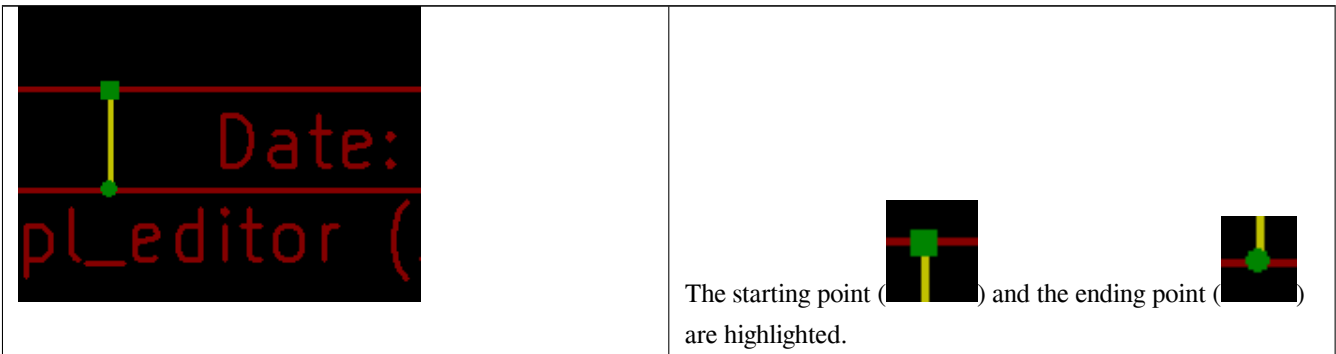 Date:
pl_editor (
The starting point ( ) and the ending point ( )
are highlighted.